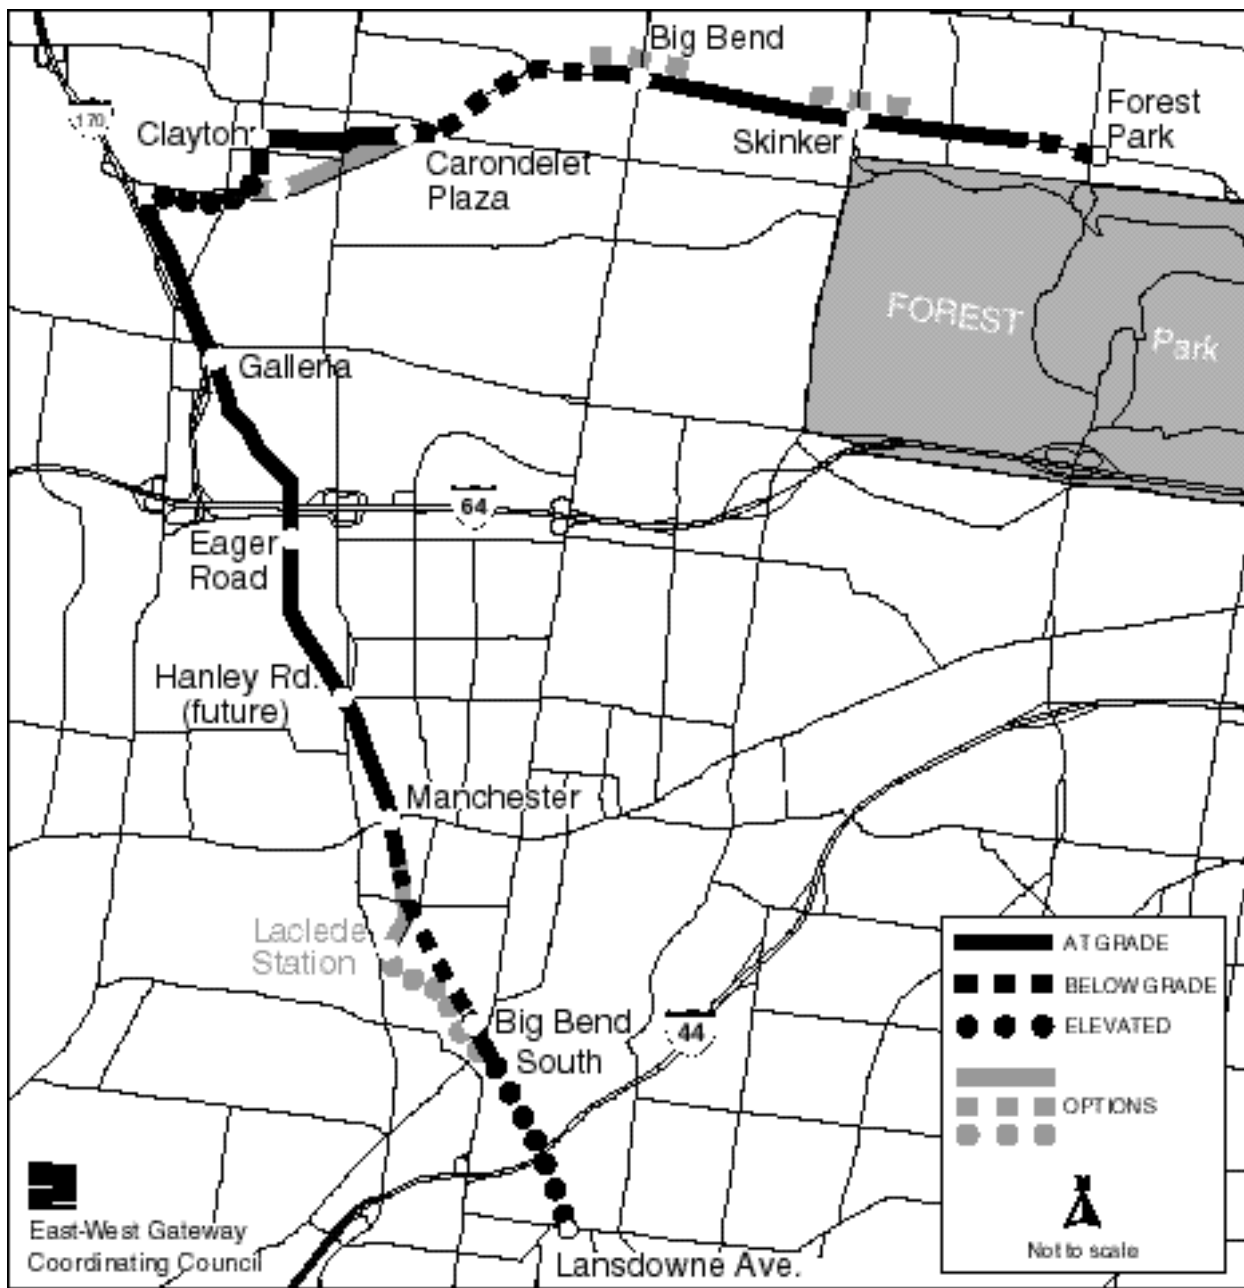 Big Bend
170
Clayton
Forest
Park
Skinker
Carondelet
Plaza
FOREST
Park
Galleria
64
Eager
Road
Hanley Rd.
(future)
Manchester
Laclede
Station
AT GRADE
BELOW GRADE
ELEVATED
OPTIONS
Big Bend
South
44
N
Not to scale
East-West Gateway
Coordinating Council
Lansdowne Ave.